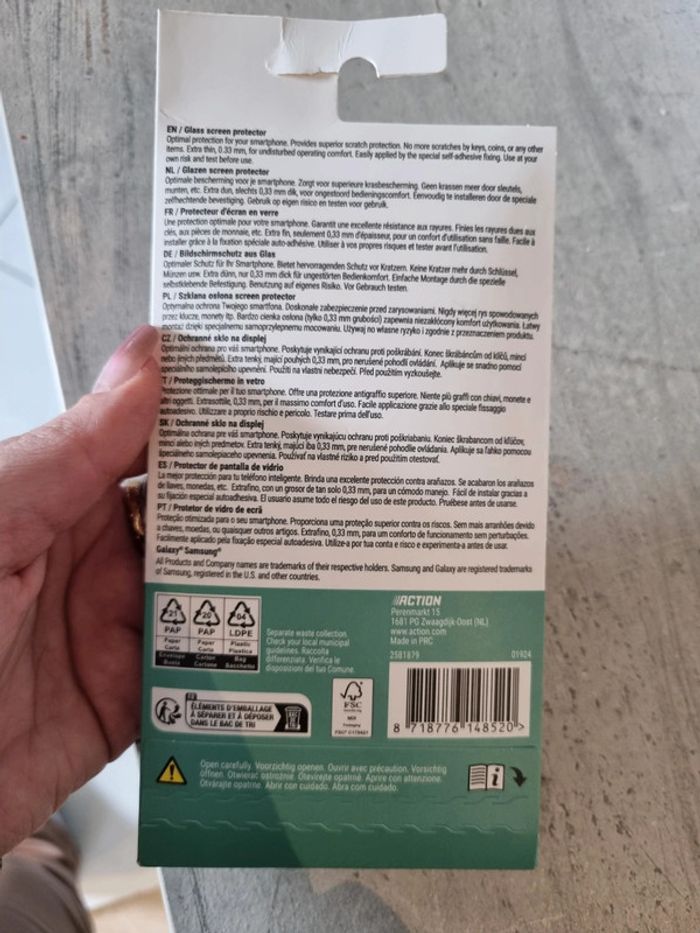 EN / Glass screen protector
Optimal protection for your smartphone. Provides superior scratch protection. No more scratches by keys, coins, or any other
items. Extra thin, 0.33 mm, for undisturbed operating comfort. Easily applied by the special self-adhesive fixing. Use at your
own risk and test before use.
NL / Glazen screen protector
Optimale bescherming voor je smartphone. Zorgt voor superieure krasbescherming. Geen krassen meer door sleutels,
munten, etc. Extra dun, slechts 0,33 mm dik, voor ongestoord bedieningscomfort. Eenvoudig te installeren door de speciale
zelfhechtende bevestiging. Gebruik op eigen risico en testen voor gebruik.
FR / Protecteur d'écran en verre
Une protection optimale pour votre smartphone. Garantit une excellente résistance aux rayures. Finies les rayures dues aux
clés, aux pièces de monnaie, etc. Extra fin, seulement 0,33 mm d'épaisseur, pour un confort d'utilisation sans faille. Facile à
installer grâce à la fixation spéciale auto-adhésive. Utiliser à vos propres risques et tester avant l'utilisation.
DE / Bildschirmschutz aus Glas
Optimaler Schutz für Ihr Smartphone. Bietet hervorragenden Schutz vor Kratzern. Keine Kratzer mehr durch Schlüssel,
Münzen usw. Extra dünn, nur 0,33 mm dick für ungestörten Bedienkomfort. Einfache Montage durch die spezielle
selbstklebende Befestigung. Benutzung auf eigenes Risiko. Vor Gebrauch testen.
PL / Szklana osłona screen protector
Optymalna ochrona Twojego smartfona. Doskonale zabezpieczenie przed zarysowaniami. Nigdy więcej rys spowodowanych
przez klucze, monety itp. Bardzo cienka osłona (tylko 0,33 mm grubości) zapewnia niezakłócony komfort użytkowania. Łatwy
montaż dzięki specjalnemu samoprzylepnemu mocowaniu. Używaj na własne ryzyko i zgodnie z przeznaczeniem produktu.
CZ / Ochranné sklo na displej
Optimální ochrana pro váš smartphone. Poskytuje vynikající ochranu proti poškrábání. Konec škrábancům od klíčů, mincí
nebo jiných předmětů. Extra tenký, mající pouhých 0,33 mm, pro nerušené pohodlí ovládání. Aplikuje se snadno pomocí
speciálního samolepicího upevnění. Použití na vlastní nebezpečí. Před použitím vyzkoušejte.
IT / Proteggischermo in vetro
Protezione ottimale per il tuo smartphone. Offre una protezione antigraffio superiore. Niente più graffi con chiavi, monete e
altri oggetti. Extrasottile, 0,33 mm, per il massimo comfort d'uso. Facile applicazione grazie allo speciale fissaggio
autoadesivo. Utilizzare a proprio rischio e pericolo. Testare prima dell'uso.
SK / Ochranné sklo na displej
Optimálna ochrana pre váš smartphone. Poskytuje vynikajúcu ochranu proti poškriabaniu. Koniec škrabancom od kľúčov,
mincí alebo iných predmetov. Extra tenký, majúci iba 0,33 mm, pre nerušené pohodlie ovládania. Aplikuje sa ľahko pomocou
špeciálneho samolepiaceho upevnenia. Používať na vlastné riziko a pred použitím otestovať.
ES / Protector de pantalla de vidrio
La mejor protección para tu teléfono inteligente. Brinda una excelente protección contra arañazos. Se acabaron los arañazos
de llaves, monedas, etc. Extrafino, con un grosor de tan solo 0,33 mm, para un cómodo manejo. Fácil de instalar gracias a
su fijación especial autoadhesiva. El usuario asume todo el riesgo del uso de este producto. Pruébese antes de usarse.
PT / Protetor de vidro de ecrã
Proteção otimizada para o seu smartphone. Proporciona uma proteção superior contra os riscos. Sem mais arranhões devido
a chaves, moedas, ou quaisquer outros artigos. Extrafino, 0,33 mm, para um comforto de funcionamento sem perturbações.
Facilmente aplicado pela fixação especial autoadesiva. Utilize-a por tua conta e risco e experimenta-a antes de usar.
Galaxy® Samsung®
All Products and Company names are trademarks of their respective holders. Samsung and Galaxy are registered trademarks
of Samsung, registered in the U.S. and other countries.
21 20 04
PAP PAP LDPE
Paper Paper Plastic
Carta Carta Plastica
Envelope Carton Bag
Busta Cartone Sacchetto
Separate waste collection.
Check your local municipal
guidelines. Raccolta
differenziata. Verifica le
disposizioni del tuo Comune.
ACTION
Perenmarkt 15
1681 PG Zwaagdijk-Oost (NL)
www.action.com
Made in PRC
2581879 01924
FR
ÉLÉMENTS D'EMBALLAGE
À SÉPARER ET À DÉPOSER
DANS LE BAC DE TRI
FSC
MIX
8 718776 148520 >
Open carefully. Voorzichtig openen. Ouvrir avec précaution. Vorsichtig
öffnen. Otwierać ostrożnie. Otevírejte opatrně. Aprire con attenzione.
Otvárajte opatrne. Abrir con cuidado. Abra com cuidado.